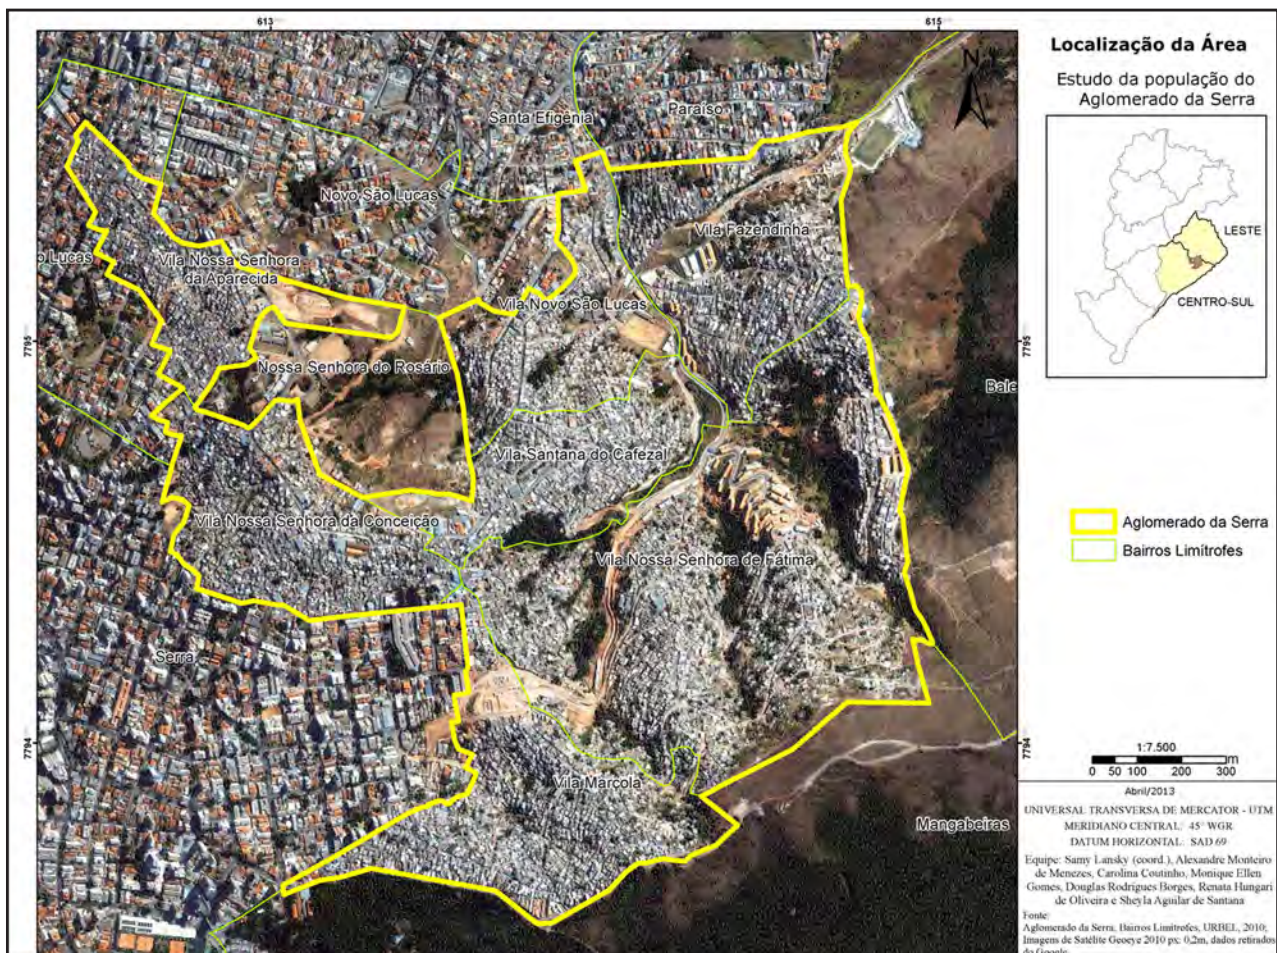 613
615
Localização da Área
Estudo da população do
Aglomerado da Serra
N
Paraíso
Santa Efigênia
Novo São Lucas
Vila Fazendinha
LESTE
o Lucas
Vila Nossa Senhora
da Aparecida
CENTRO-SUL
Vila Novo São Lucas
7795
7795
Nossa Senhora do Rosário
Bale
Vila Santana do Cafezal
Vila Nossa Senhora da Conceição
Aglomerado da Serra
Bairros Limítrofes
Vila Nossa Senhora de Fátima
Serra
7794
7794
1:7.500
0 50 100 200 300 m
Vila Marçola
Abril/2013
Mangabeiras
UNIVERSAL TRANSVERSA DE MERCATOR - UTM
MERIDIANO CENTRAL: 45° WGR
DATUM HORIZONTAL: SAD 69
Equipe: Samy Lansky (coord.), Alexandre Monteiro
de Menezes, Carolina Coutinho, Monique Ellen
Gomes, Douglas Rodrigues Borges, Renata Hungari
de Oliveira e Sheyla Aguilar de Santana
Fonte:
Aglomerado da Serra, Bairros Limítrofes, URBEL, 2010;
Imagens de Satélite Geoeye 2010 px: 0,2m, dados retirados
do Google